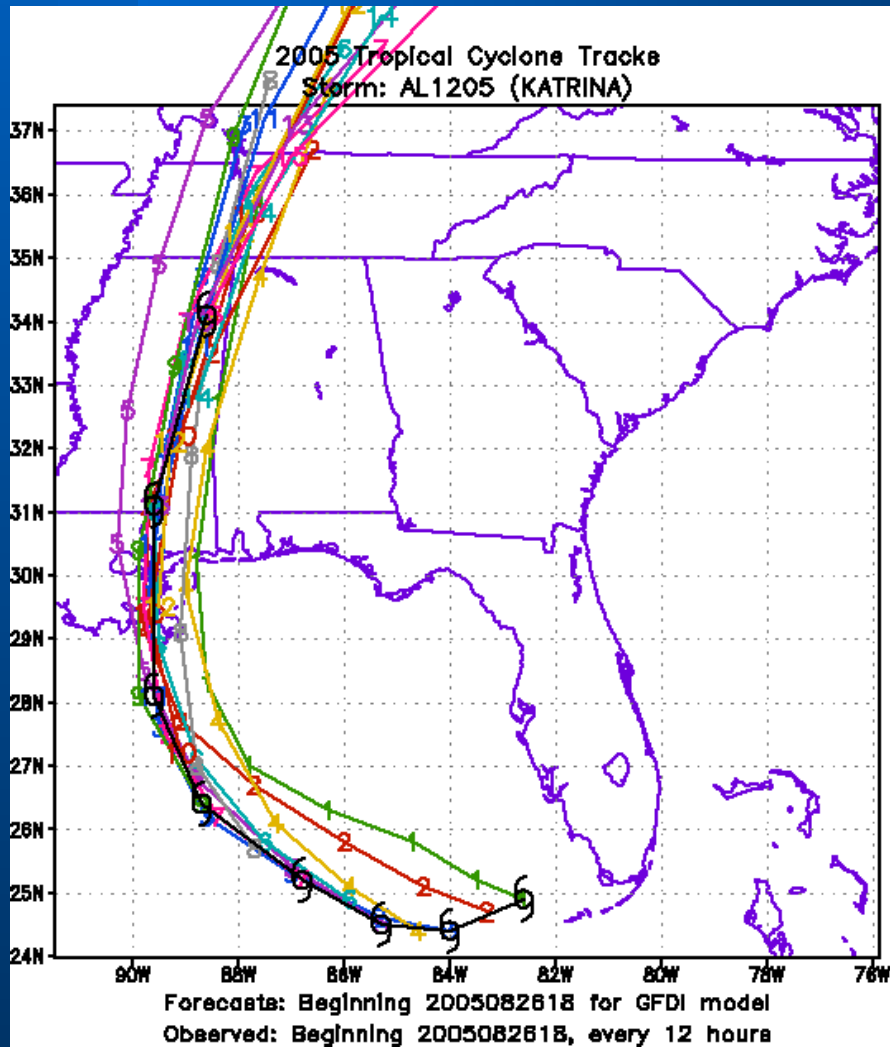 2005 Tropical Cyclone Tracks
Storm: AL1205 (KATRINA)
37N
36N
35N
34N
33N
32N
31N
30N
29N
28N
27N
26N
25N
24N
90W
88W
86W
84W
82W
80W
78W
76W
Forecasts: Beginning 2005082618 for GFDI model
Observed: Beginning 2005082618, every 12 hours